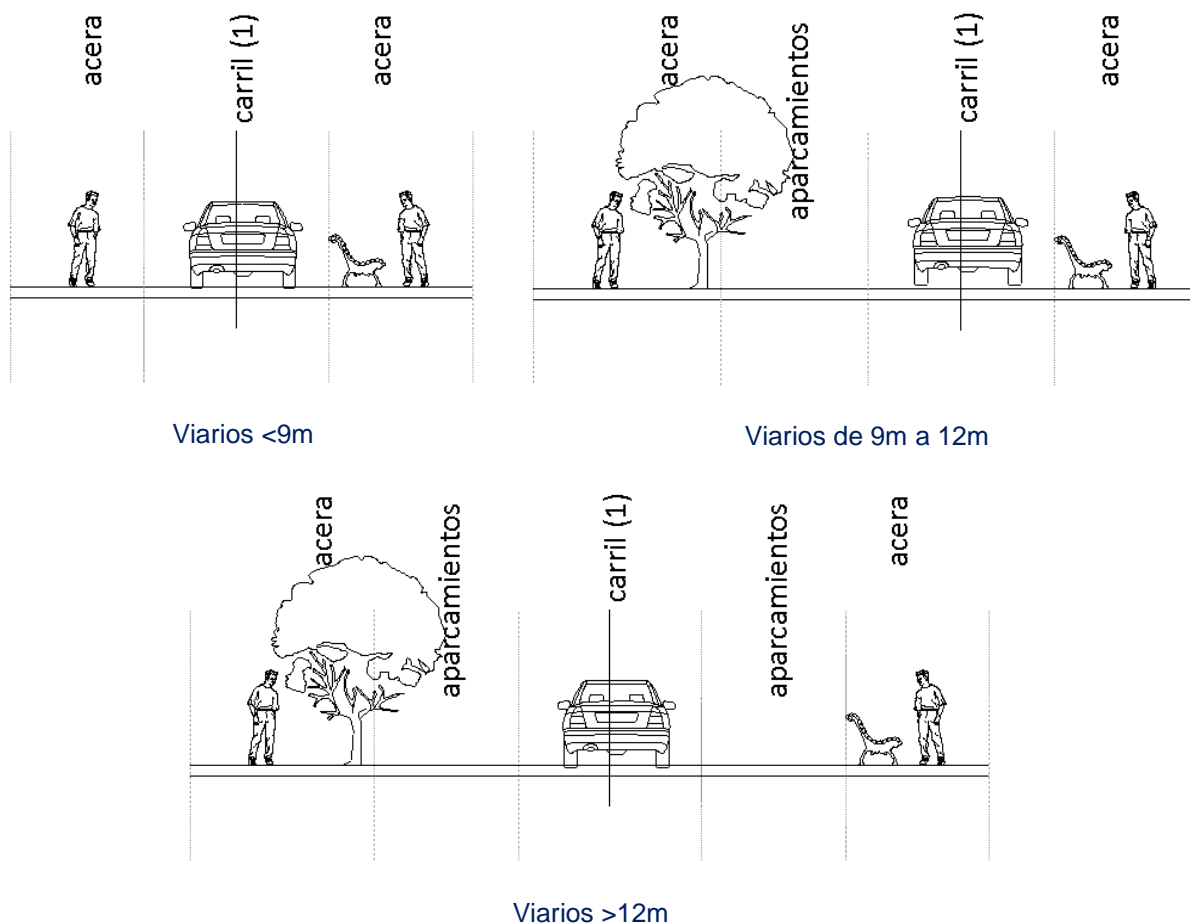 acera
carril (1)
acera
Viarios <9m
acera
aparcamientos
carril (1)
acera
Viarios de 9m a 12m
acera
aparcamientos
carril (1)
aparcamientos
acera
Viarios >12m